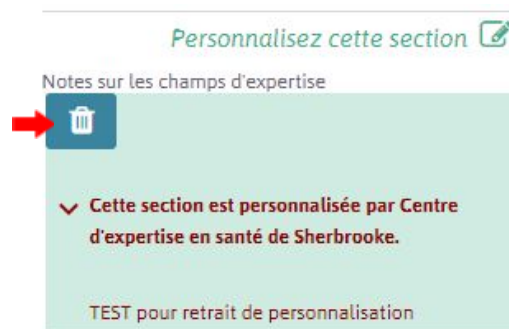 Personnalisez cette section
Notes sur les champs d'expertise
Cette section est personnalisée par Centre
d'expertise en santé de Sherbrooke.
TEST pour retrait de personnalisation